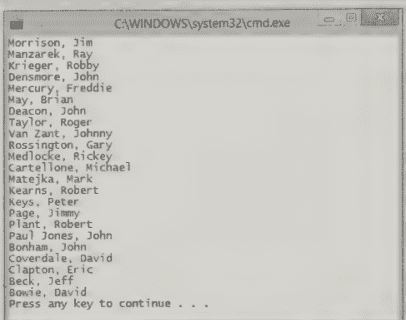 C:\WINDOWS\system32\cmd.exe
Morrison, Jim
Manzarek, Ray
Krieger, Robby
Densmore, John
Mercury, Freddie
May, Brian
Deacon, John
Taylor, Roger
Van Zant, Johnny
Rossington, Gary
Medlocke, Rickey
Cartellone, Michael
Matejka, Mark
Kearns, Robert
Keys, Peter
Page, Jimmy
Plant, Robert
Paul Jones, John
Bonham, John
Coverdale, David
Clapton, Eric
Beck, Jeff
Bowie, David
Press any key to continue . . .